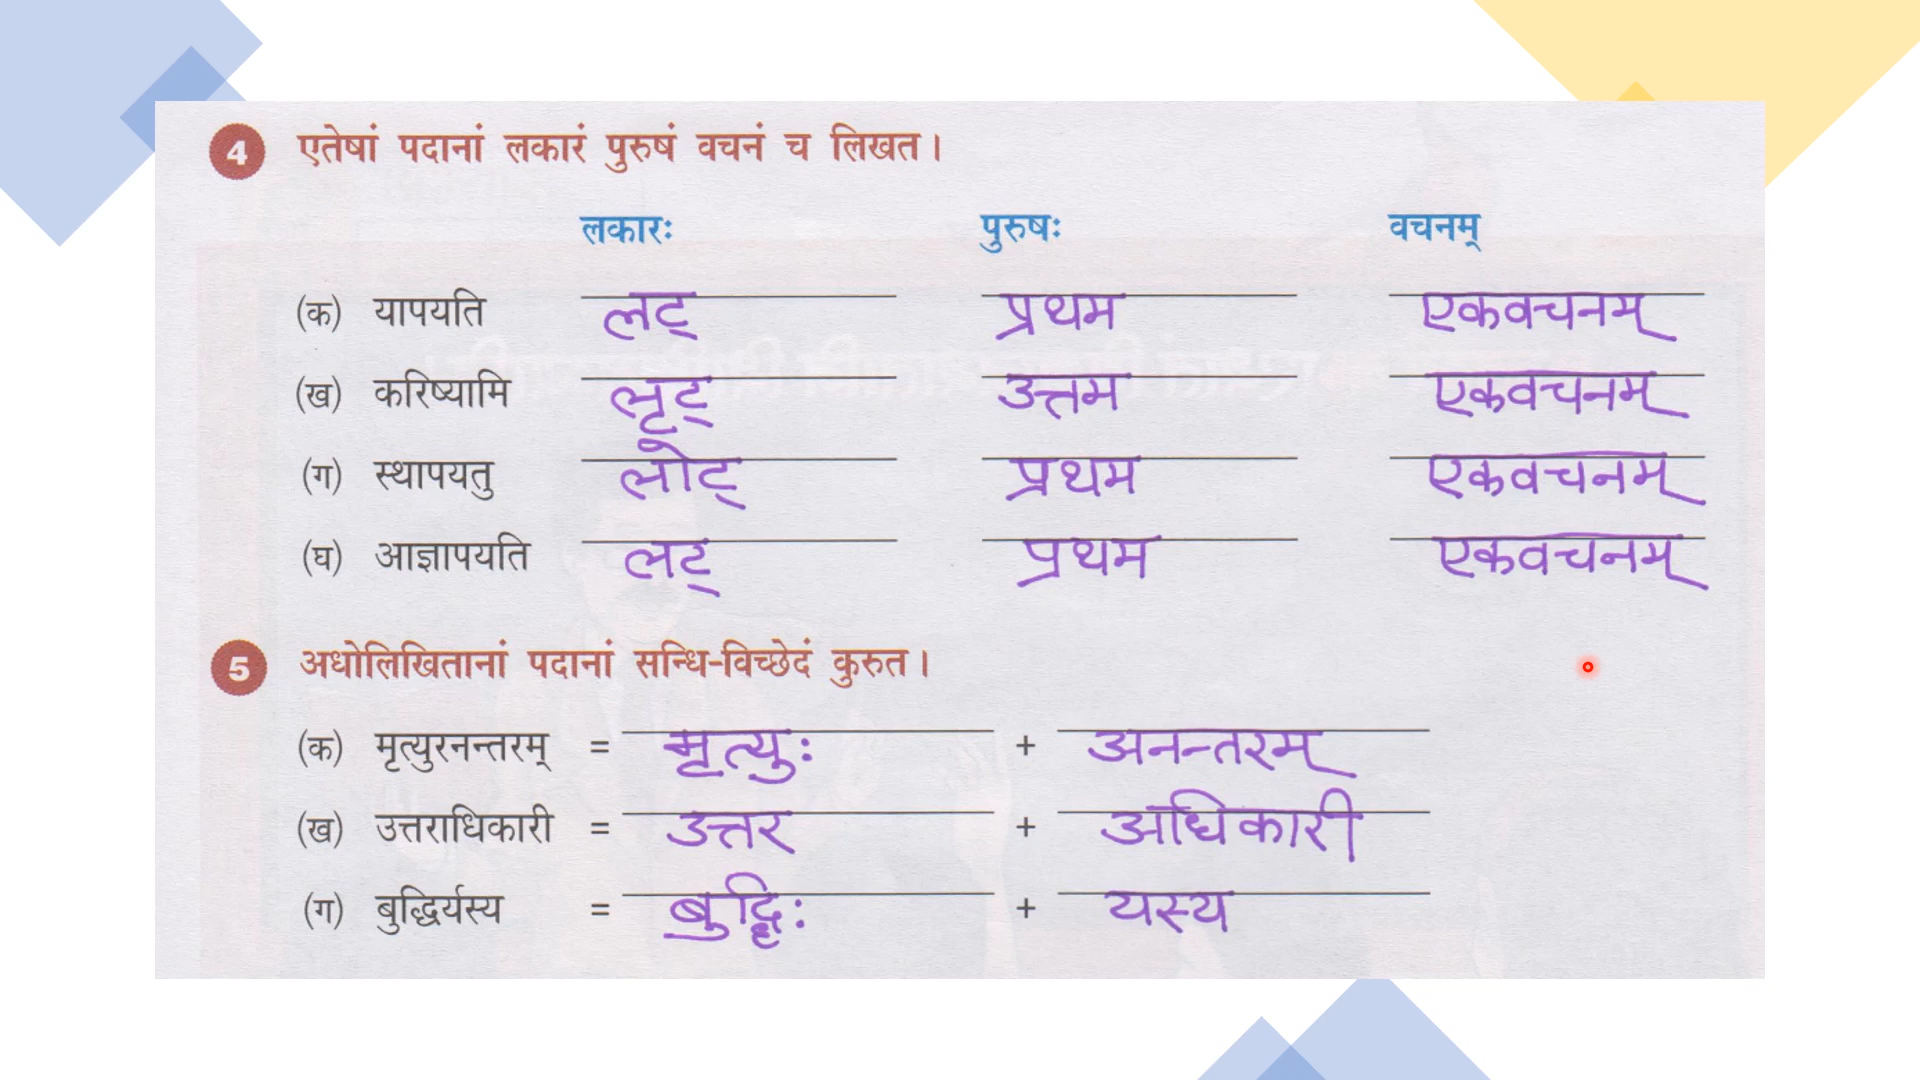 4 एतेषां पदानां लकारं पुरुषं वचनं च लिखत।
लकारः पुरुषः वचनम्
(क) यापयति लट् प्रथम एकवचनम्
(ख) करिष्यामि लृट् उत्तम एकवचनम्
(ग) स्थापयतु लोट् प्रथम एकवचनम्
(घ) आज्ञापयति लट् प्रथम एकवचनम्
5 अधोलिखितानां पदानां सन्धि-विच्छेदं कुरुत।
(क) मृत्युरनन्तरम् = मृत्युः + अनन्तरम्
(ख) उत्तराधिकारी = उत्तर + अधिकारी
(ग) बुद्धिर्यस्य = बुद्धिः + यस्य